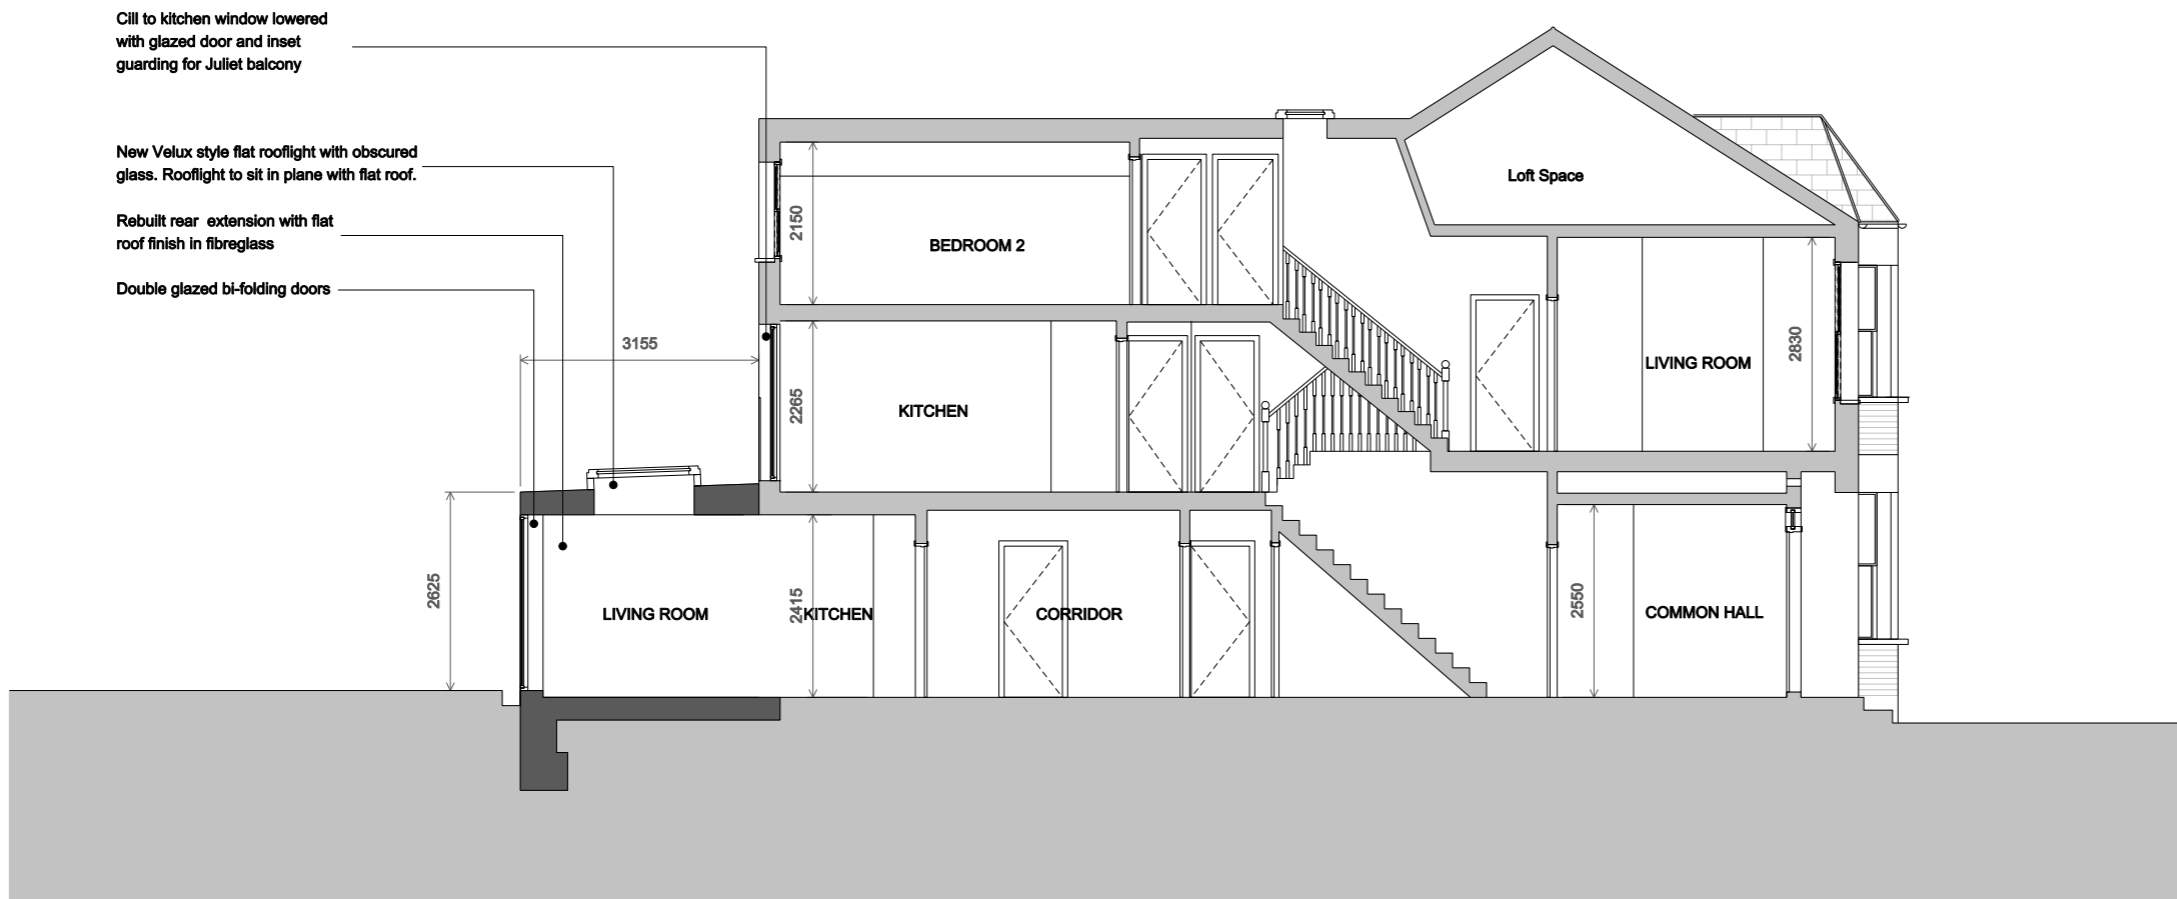 Cill to kitchen window lowered
with glazed door and inset
guarding for Juliet balcony
New Velux style flat rooflight with obscured
glass. Rooflight to sit in plane with flat roof.
Rebuilt rear extension with flat
roof finish in fibreglass
Double glazed bi-folding doors
Loft Space
2150
BEDROOM 2
3155
2830
LIVING ROOM
2265
KITCHEN
2625
LIVING ROOM
2415
KITCHEN
CORRIDOR
2550
COMMON HALL